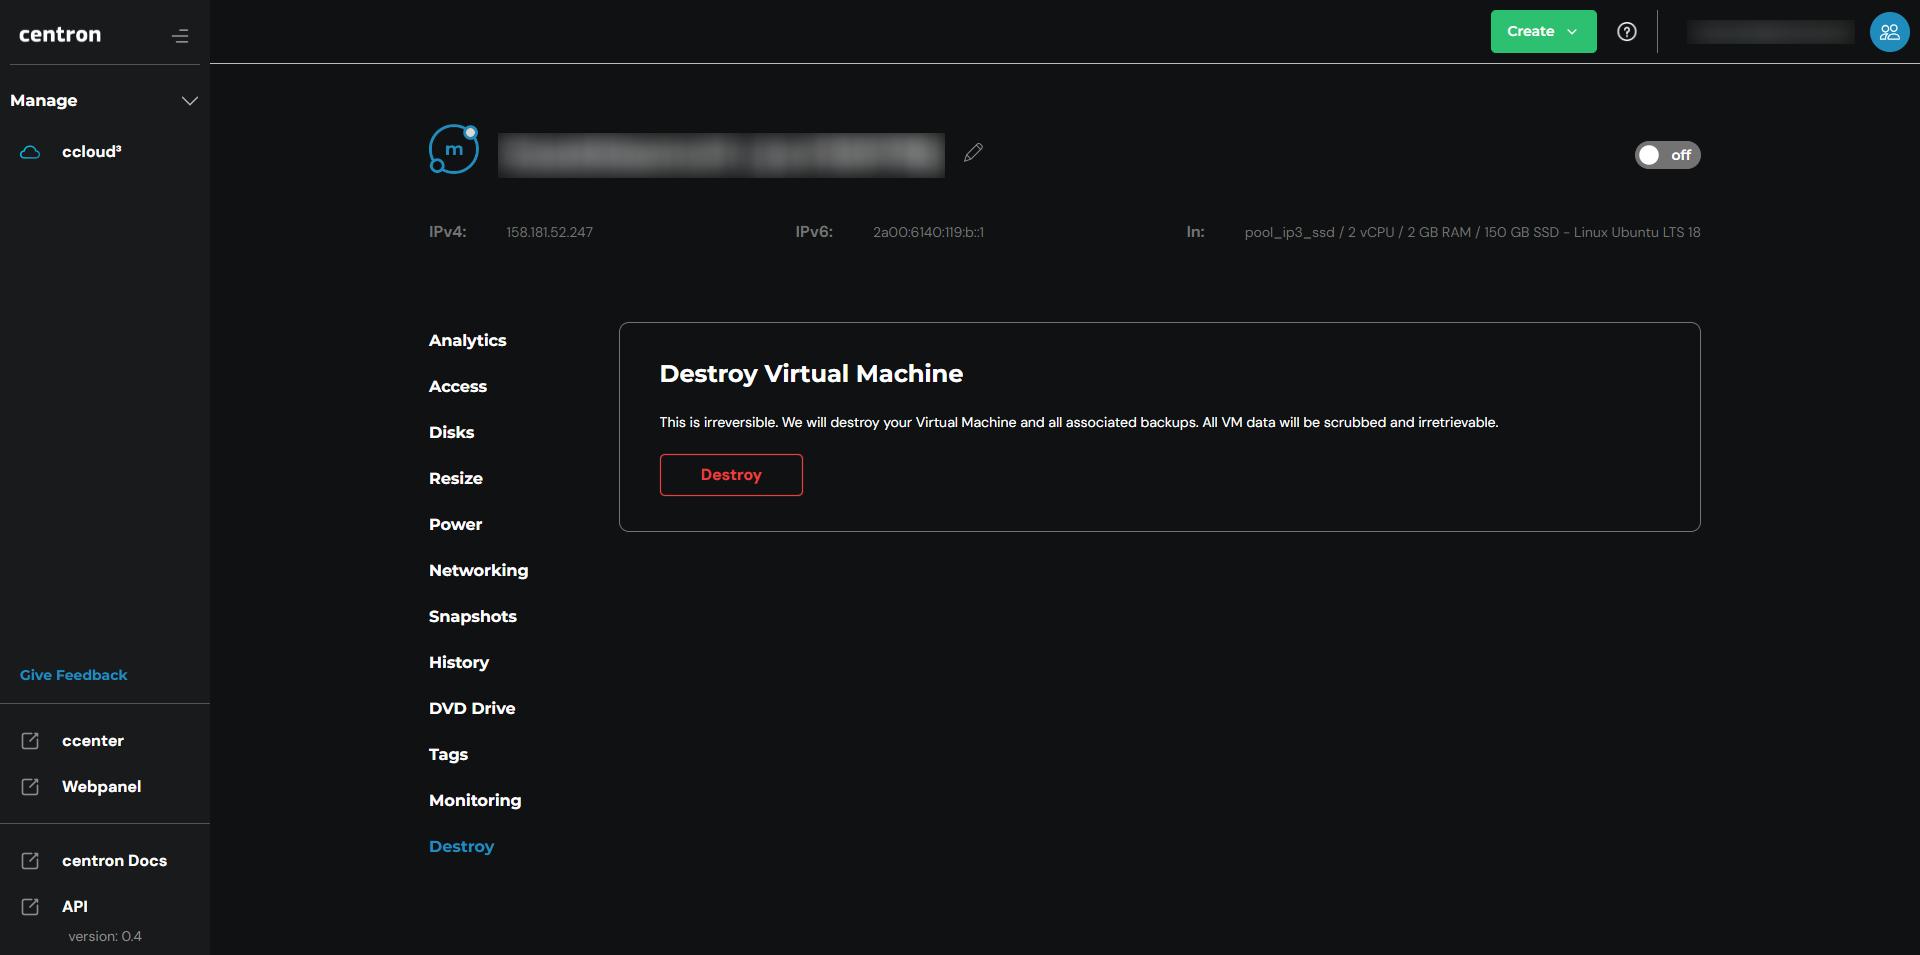 centron
Create
Manage
ccloud³
m
off
IPv4: 158.181.52.247 IPv6: 2a00:6140:119:b::1 In: pool_ip3_ssd / 2 vCPU / 2 GB RAM / 150 GB SSD - Linux Ubuntu LTS 18
Analytics
Access
Disks
Resize
Power
Networking
Snapshots
History
DVD Drive
Tags
Monitoring
Destroy
Destroy Virtual Machine
This is irreversible. We will destroy your Virtual Machine and all associated backups. All VM data will be scrubbed and irretrievable.
Destroy
Give Feedback
ccenter
Webpanel
centron Docs
API
version: 0.4